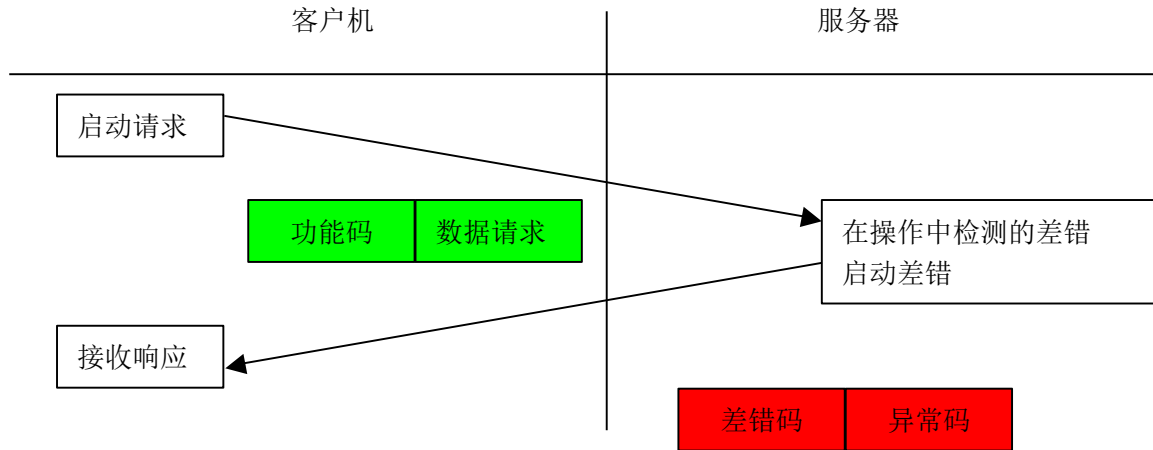 客户机
服务器
启动请求
功能码
数据请求
在操作中检测的差错
启动差错
接收响应
差错码
异常码